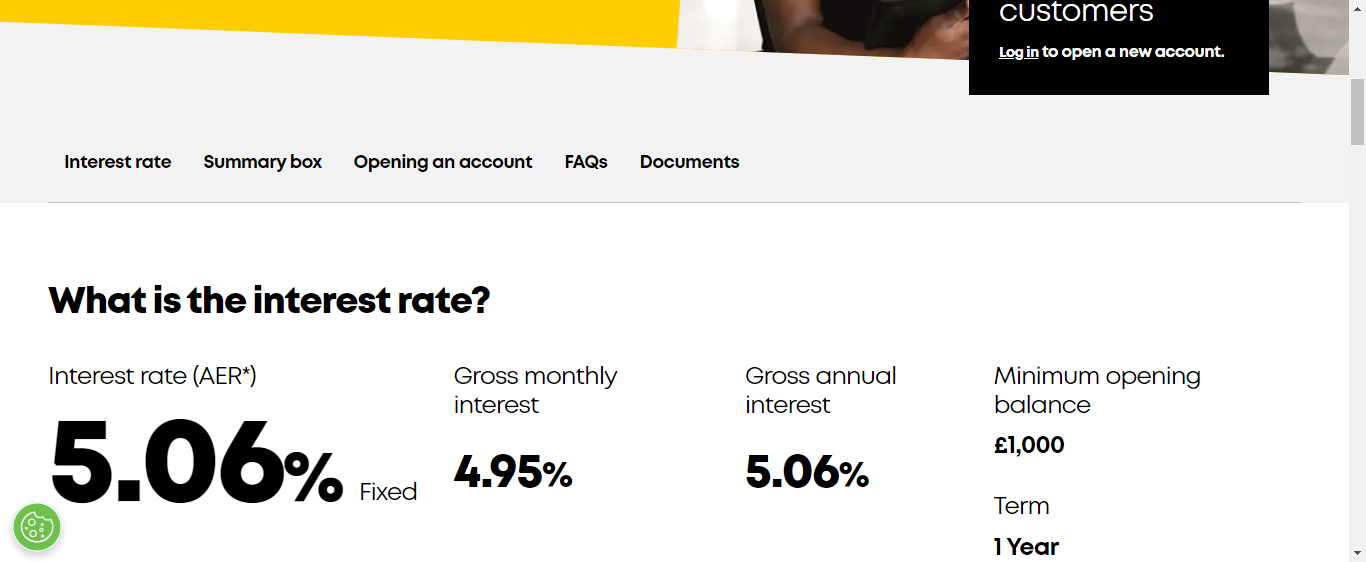 customers
Log in to open a new account.
Interest rate Summary box Opening an account FAQs Documents
What is the interest rate?
Interest rate (AER*)
5.06% Fixed
Gross monthly
interest
4.95%
Gross annual
interest
5.06%
Minimum opening
balance
£1,000
Term
1 Year